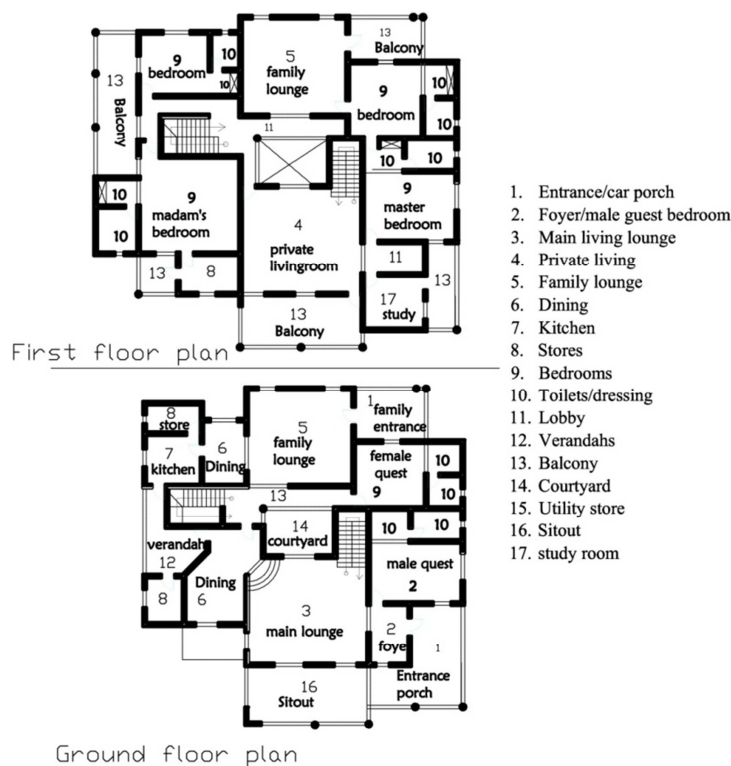 13
Balcony
9
bedroom
10
10
5
family
lounge
13
Balcony
9
bedroom
10
10
11
10
10
9
madam's
bedroom
10
10
4
private
livingroom
9
master
bedroom
11
13
17
study
13
8
13
Balcony
First floor plan
8
store
7
kitchen
6
Dining
5
family
lounge
1
family
entrance
female
quest
9
10
10
13
14
courtyard
10
10
verandah
12
Dining
6
8
male quest
2
3
main lounge
2
foye
1
Entrance
porch
16
Sitout
Ground floor plan
1. Entrance/car porch
2. Foyer/male guest bedroom
3. Main living lounge
4. Private living
5. Family lounge
6. Dining
7. Kitchen
8. Stores
9. Bedrooms
10. Toilets/dressing
11. Lobby
12. Verandahs
13. Balcony
14. Courtyard
15. Utility store
16. Sitout
17. study room